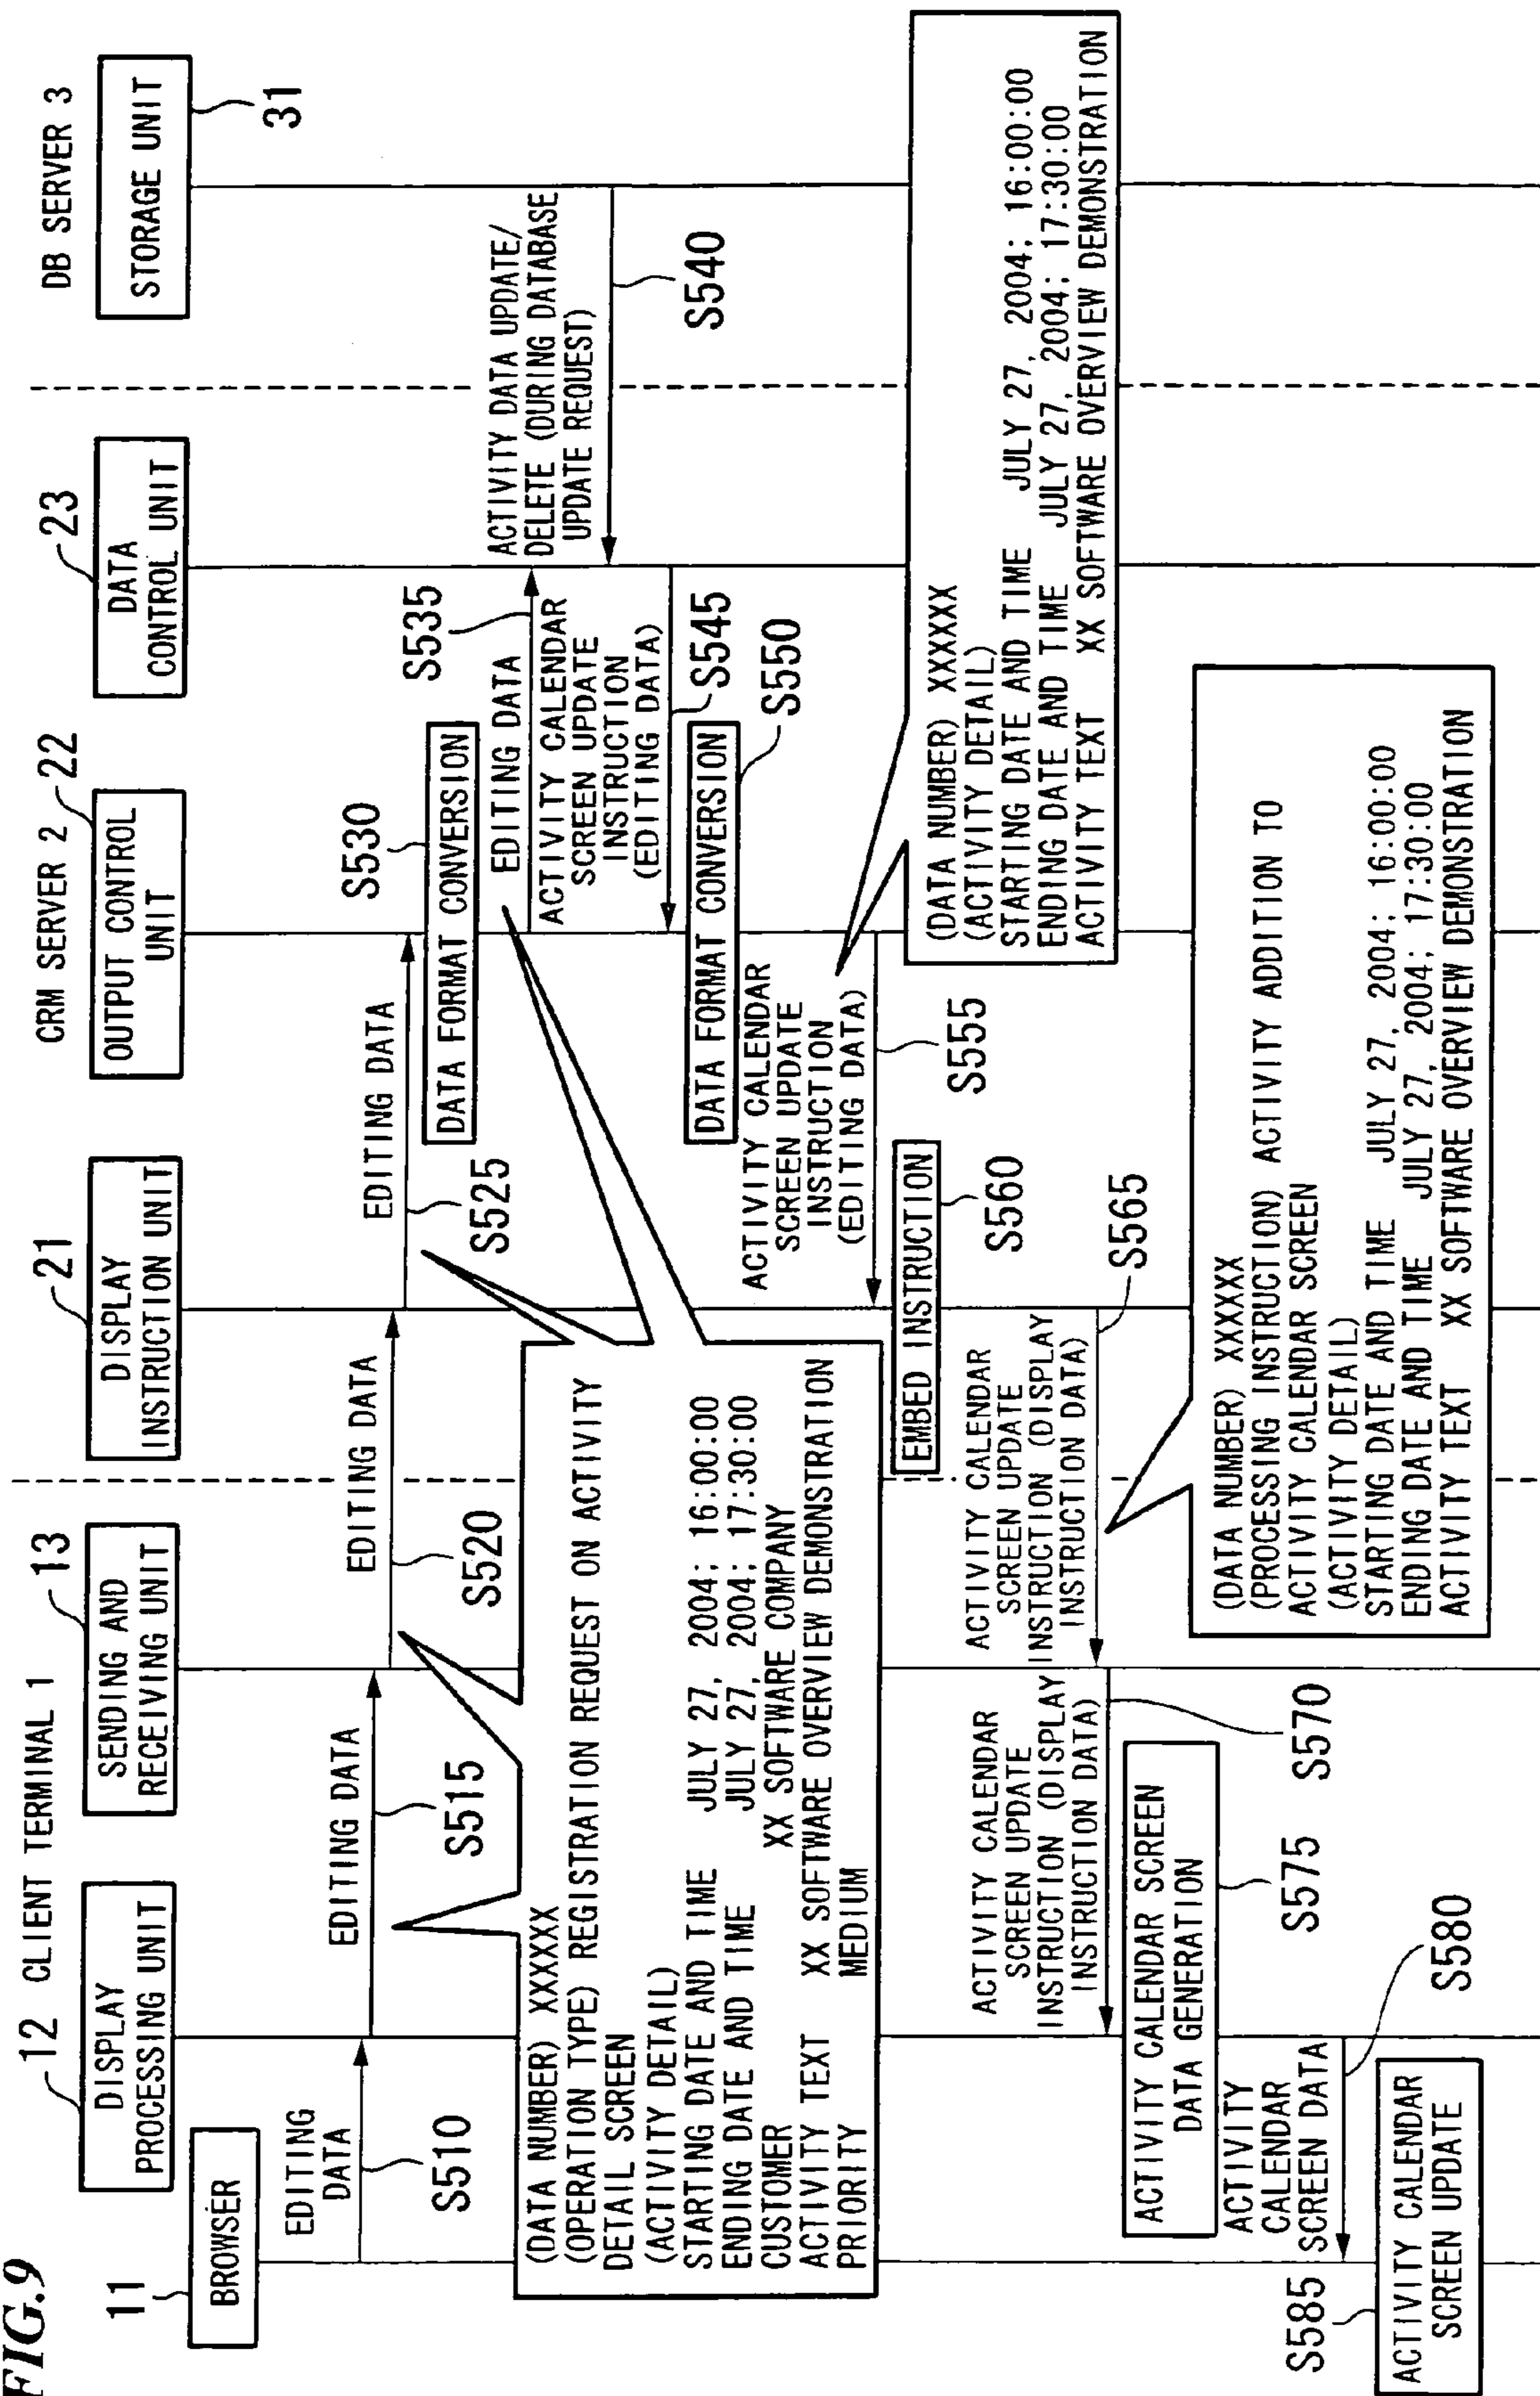 FIG.9
12 CLIENT TERMINAL 1
13
21
CRM SERVER 2
22
23
DB SERVER 3
11
BROWSER
DISPLAY
PROCESSING UNIT
SENDING AND
RECEIVING UNIT
DISPLAY
INSTRUCTION UNIT
OUTPUT CONTROL
UNIT
DATA
CONTROL UNIT
STORAGE UNIT
31
EDITING
DATA
S510
EDITING DATA
S515
EDITING DATA
S520
EDITING DATA
S525
S530
DATA FORMAT CONVERSION
S535
EDITING DATA
ACTIVITY DATA UPDATE/
DELETE (DURING DATABASE
UPDATE REQUEST)
S540
ACTIVITY CALENDAR
SCREEN UPDATE
INSTRUCTION
(EDITING DATA)
S545
DATA FORMAT CONVERSION
S550
(DATA NUMBER) XXXXXX
(OPERATION TYPE) REGISTRATION REQUEST ON ACTIVITY
DETAIL SCREEN
(ACTIVITY DETAIL)
STARTING DATE AND TIME JULY 27, 2004; 16:00:00
ENDING DATE AND TIME JULY 27, 2004; 17:30:00
CUSTOMER XX SOFTWARE COMPANY
ACTIVITY TEXT XX SOFTWARE OVERVIEW DEMONSTRATION
PRIORITY MEDIUM
ACTIVITY CALENDAR
SCREEN UPDATE
INSTRUCTION
(EDITING DATA)
S555
(DATA NUMBER) XXXXXX
(ACTIVITY DETAIL)
STARTING DATE AND TIME JULY 27, 2004; 16:00:00
ENDING DATE AND TIME JULY 27, 2004; 17:30:00
ACTIVITY TEXT XX SOFTWARE OVERVIEW DEMONSTRATION
EMBED INSTRUCTION
S560
ACTIVITY CALENDAR
SCREEN UPDATE
INSTRUCTION (DISPLAY
INSTRUCTION DATA)
S565
ACTIVITY CALENDAR
SCREEN UPDATE
INSTRUCTION (DISPLAY
INSTRUCTION DATA)
S570
(DATA NUMBER) XXXXXX
(PROCESSING INSTRUCTION) ACTIVITY ADDITION TO
ACTIVITY CALENDAR SCREEN
(ACTIVITY DETAIL)
STARTING DATE AND TIME JULY 27, 2004; 16:00:00
ENDING DATE AND TIME JULY 27, 2004; 17:30:00
ACTIVITY TEXT XX SOFTWARE OVERVIEW DEMONSTRATION
ACTIVITY CALENDAR SCREEN
DATA GENERATION
S575
ACTIVITY
CALENDAR
SCREEN DATA
S580
S585
ACTIVITY CALENDAR
SCREEN UPDATE